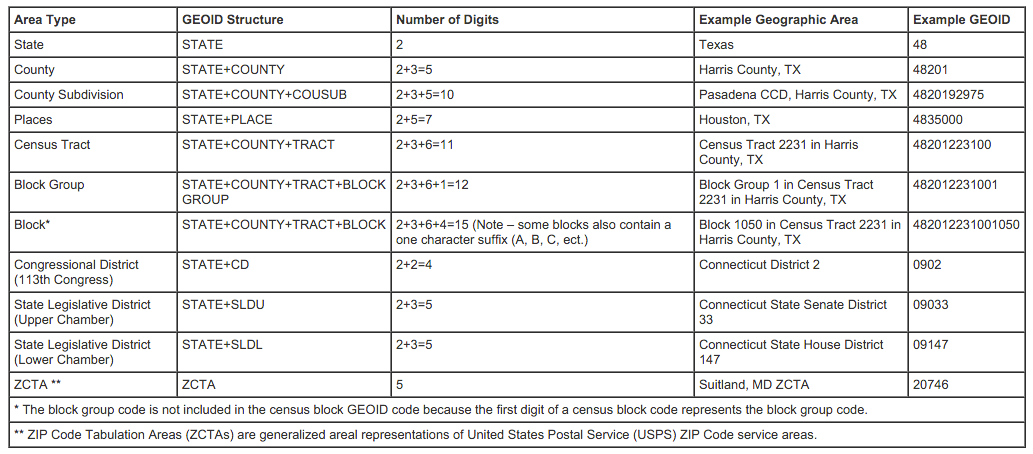 Area Type GEOID Structure Number of Digits Example Geographic Area Example GEOID
State STATE 2 Texas 48
County STATE+COUNTY 2+3=5 Harris County, TX 48201
County Subdivision STATE+COUNTY+COUSUB 2+3+5=10 Pasadena CCD, Harris County, TX 4820192975
Places STATE+PLACE 2+5=7 Houston, TX 4835000
Census Tract STATE+COUNTY+TRACT 2+3+6=11 Census Tract 2231 in Harris 48201223100
County, TX
Block Group STATE+COUNTY+TRACT+BLOCK 2+3+6+1=12 Block Group 1 in Census Tract 482012231001
GROUP 2231 in Harris County, TX
Block* STATE+COUNTY+TRACT+BLOCK 2+3+6+4=15 (Note – some blocks also contain a Block 1050 in Census Tract 2231 in 482012231001050
one character suffix (A, B, C, ect.) Harris County, TX
Congressional District STATE+CD 2+2=4 Connecticut District 2 0902
(113th Congress)
State Legislative District STATE+SLDU 2+3=5 Connecticut State Senate District 09033
(Upper Chamber) 33
State Legislative District STATE+SLDL 2+3=5 Connecticut State House District 09147
(Lower Chamber) 147
ZCTA ** ZCTA 5 Suitland, MD ZCTA 20746
* The block group code is not included in the census block GEOID code because the first digit of a census block code represents the block group code.
** ZIP Code Tabulation Areas (ZCTAs) are generalized areal representations of United States Postal Service (USPS) ZIP Code service areas.